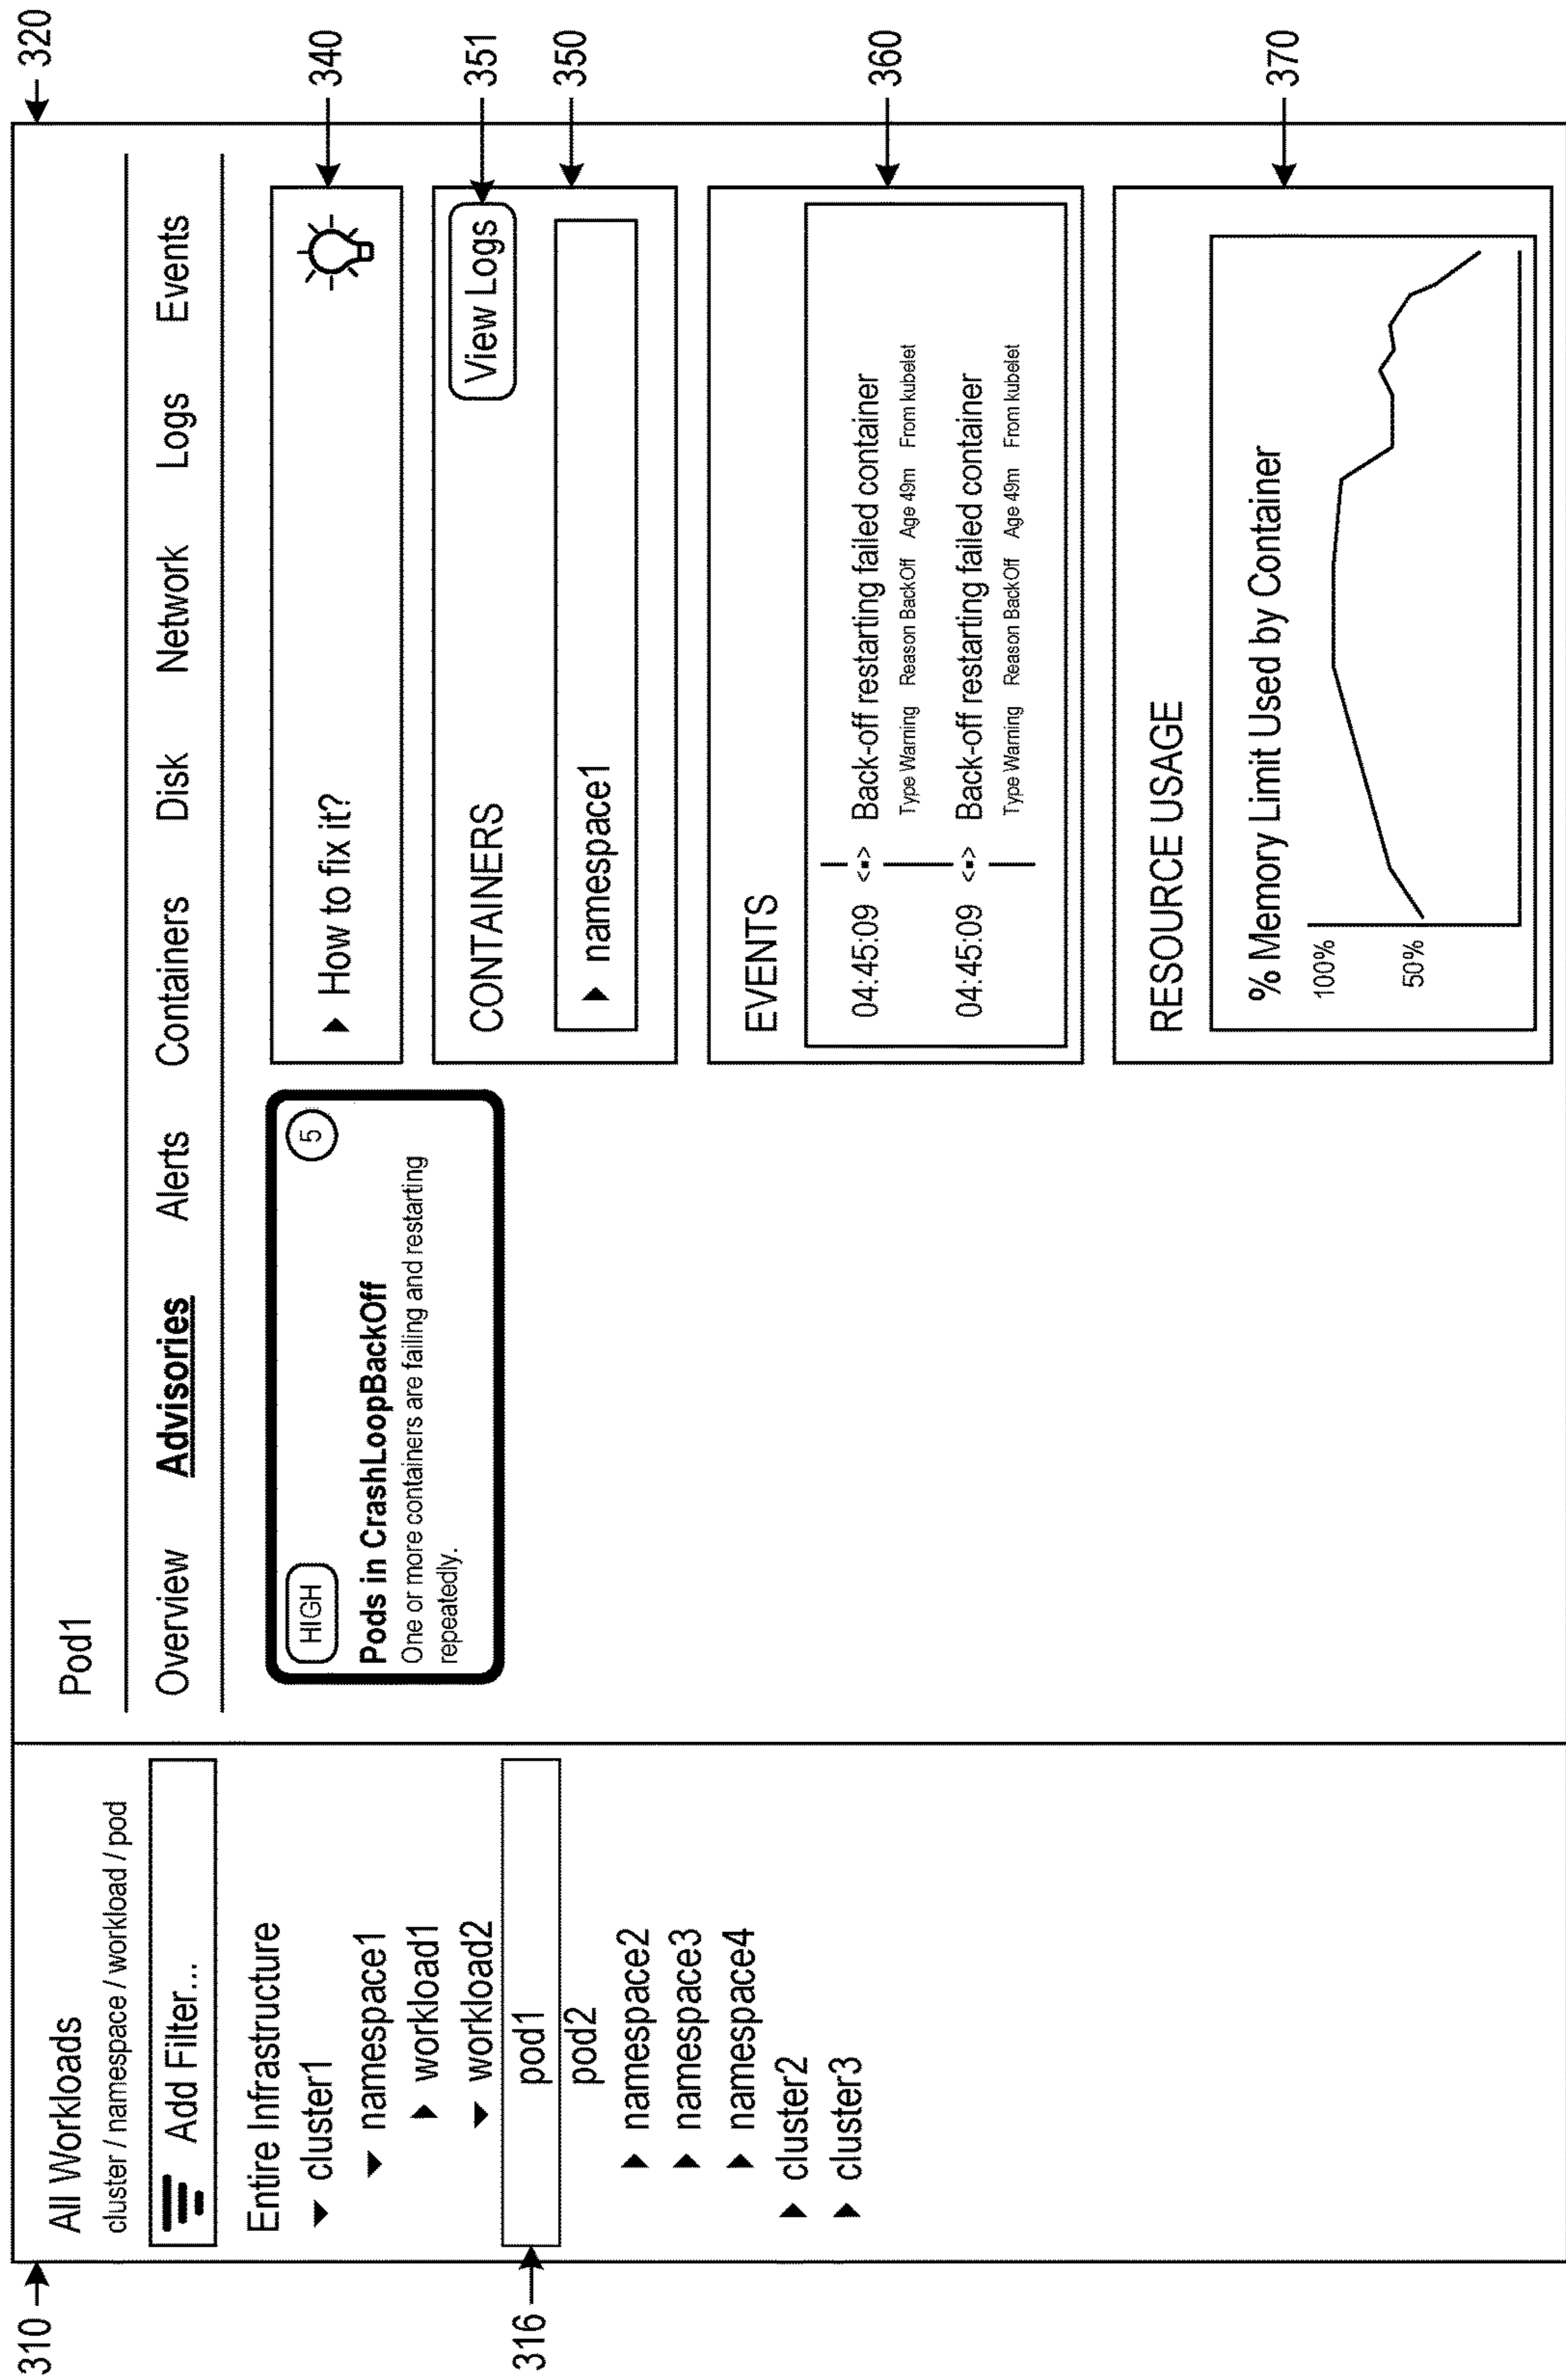 310
320
All Workloads
cluster / namespace / workload / pod
Add Filter...
Entire Infrastructure
cluster1
namespace1
workload1
workload2
316
pod1
pod2
namespace2
namespace3
namespace4
cluster2
cluster3
Pod1
Overview Advisories Alerts Containers Disk Network Logs Events
HIGH
5
Pods in CrashLoopBackOff
One or more containers are failing and restarting
repeatedly.
How to fix it?
340
CONTAINERS
View Logs
351
namespace1
350
EVENTS
360
04:45:09 <▪> Back-off restarting failed container
Type Warning Reason BackOff Age 49m From kubelet
04:45:09 <▪> Back-off restarting failed container
Type Warning Reason BackOff Age 49m From kubelet
RESOURCE USAGE
370
% Memory Limit Used by Container
100%
50%